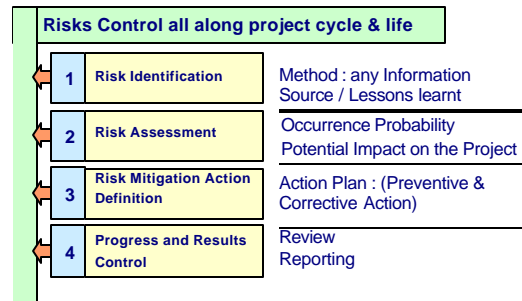 Risks Control all along project cycle & life
1 Risk Identification
Method : any Information
Source / Lessons learnt
2 Risk Assessment
Occurrence Probability
Potential Impact on the Project
3 Risk Mitigation Action
Definition
Action Plan : (Preventive &
Corrective Action)
4 Progress and Results
Control
Review
Reporting